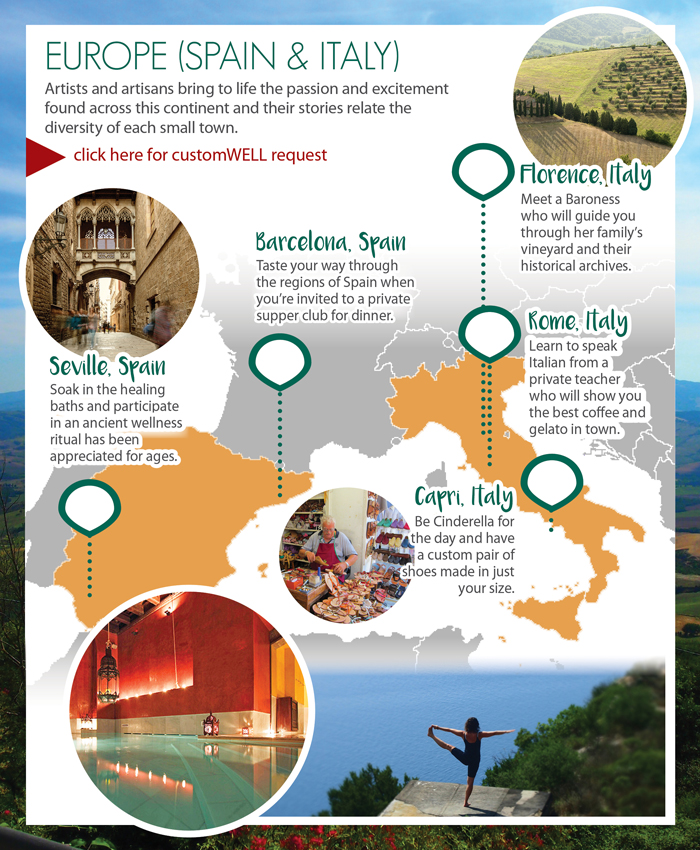 EUROPE (SPAIN & ITALY)
Artists and artisans bring to life the passion and excitement
found across this continent and their stories relate the
diversity of each small town.
click here for customWELL request
Florence, Italy
Meet a Baroness
who will guide you
through her family's
vineyard and their
historical archives.
Barcelona, Spain
Taste your way through
the regions of Spain when
you're invited to a private
supper club for dinner.
Rome, Italy
Learn to speak
Italian from a
private teacher
who will show you
the best coffee and
gelato in town.
Seville, Spain
Soak in the healing
baths and participate
in an ancient wellness
ritual has been
appreciated for ages.
Capri, Italy
Be Cinderella for
the day and have
a custom pair of
shoes made in just
your size.